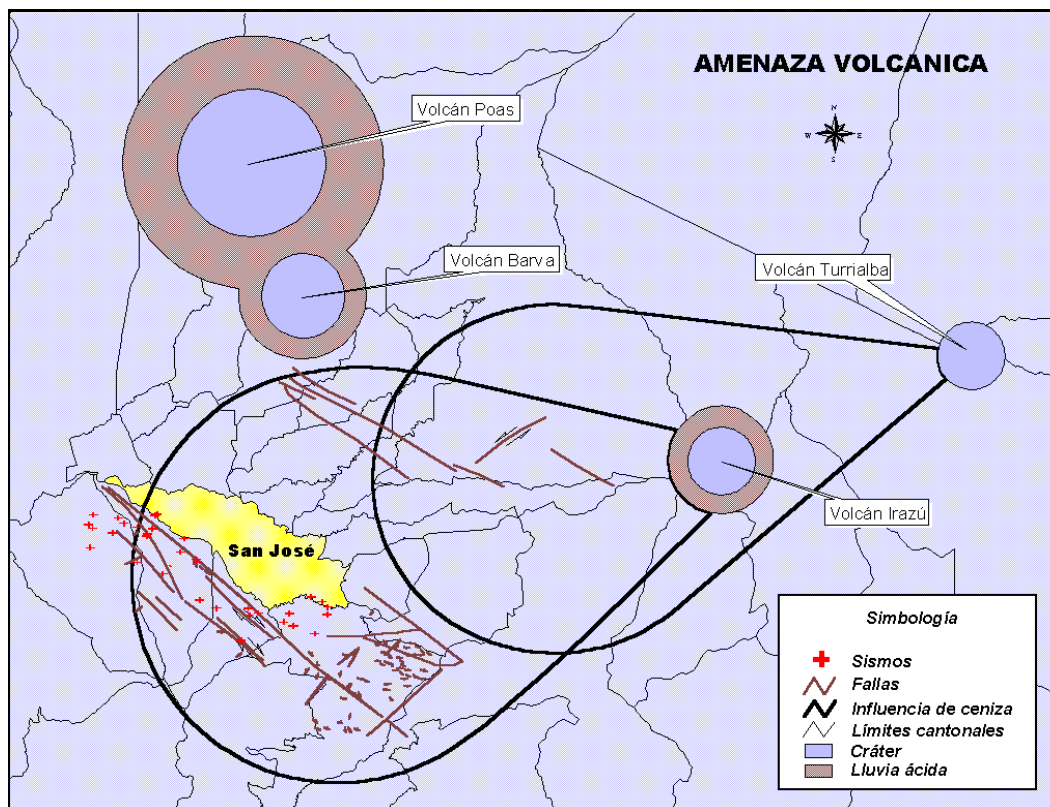 AMENAZA VOLCANICA
Volcán Poas
N
W E
S
Volcán Barva
Volcán Turrialba
Volcán Irazú
San José
Simbología
Sismos
Fallas
Influencia de ceniza
Límites cantonales
Cráter
Lluvia ácida